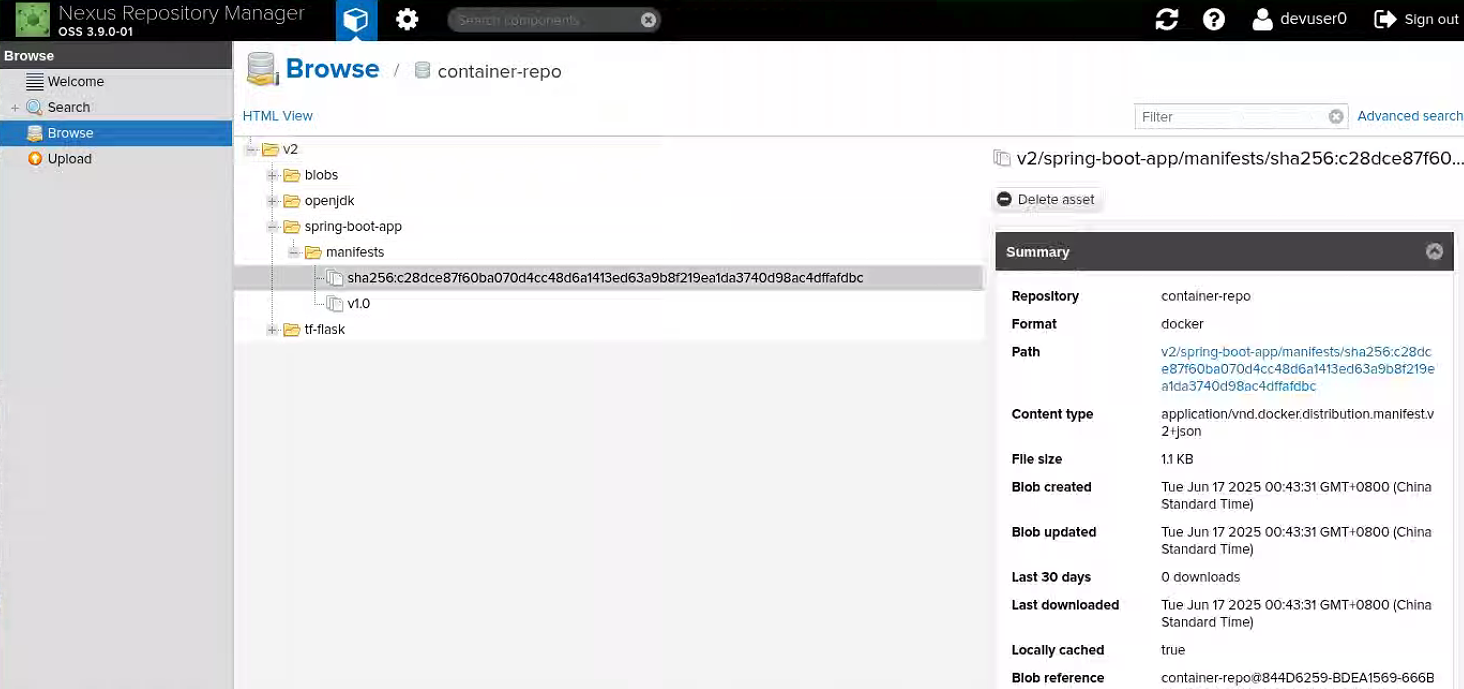 Nexus Repository Manager
OSS 3.9.0-01
Search components
devuser0
Sign out
Browse
Welcome
Search
Browse
Upload
Browse / container-repo
HTML View
Filter
Advanced search
v2
blobs
openjdk
spring-boot-app
manifests
sha256:c28dce87f60ba070d4cc48d6a1413ed63a9b8f219ea1da3740d98ac4dffafdbc
v1.0
tf-flask
v2/spring-boot-app/manifests/sha256:c28dce87f60...
Delete asset
Summary
Repository container-repo
Format docker
Path v2/spring-boot-app/manifests/sha256:c28dc
e87f60ba070d4cc48d6a1413ed63a9b8f219e
a1da3740d98ac4dffafdbc
Content type application/vnd.docker.distribution.manifest.v
2+json
File size 1.1 KB
Blob created Tue Jun 17 2025 00:43:31 GMT+0800 (China
Standard Time)
Blob updated Tue Jun 17 2025 00:43:31 GMT+0800 (China
Standard Time)
Last 30 days 0 downloads
Last downloaded Tue Jun 17 2025 00:43:31 GMT+0800 (China
Standard Time)
Locally cached true
Blob reference container-repo@844D6259-BDEA1569-666B